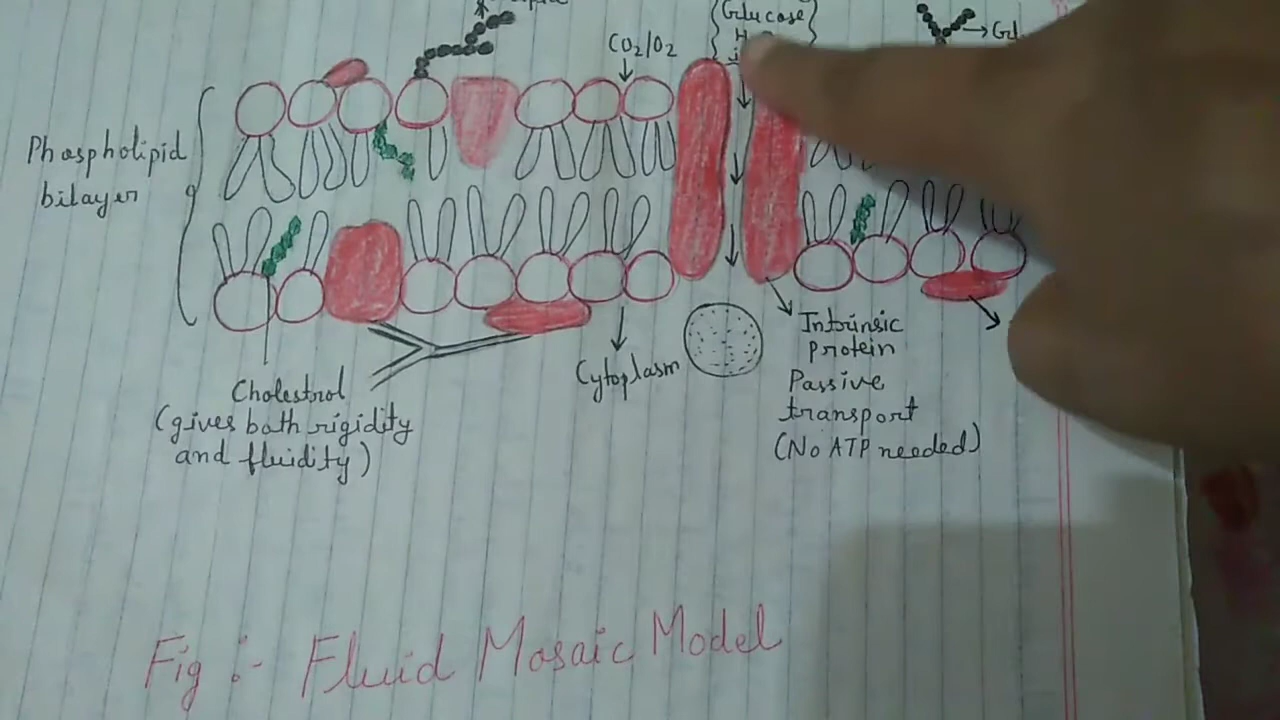 Glucose
CO2/O2
H
Phospholipid
bilayer
Intrinsic
protein
Passive
transport
(No ATP needed)
Cytoplasm
Cholestrol
(gives both rigidity
and fluidity)
Fig :- Fluid Mosaic Model